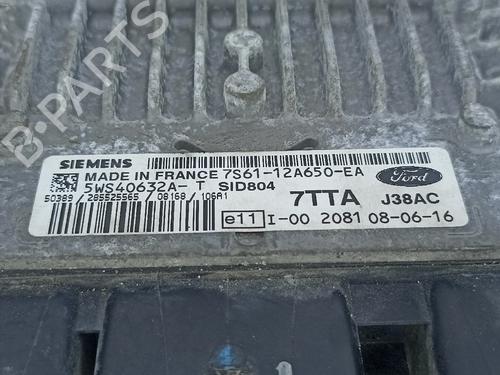 B-PARTS
SIEMENS
MADE IN FRANCE 7S61-12A650-EA
5WS40632A-T SID804
50389 / 285525565 / 08168 / 106A1
7TTA J38AC
Ford
e11 I-00 2081 08-06-16